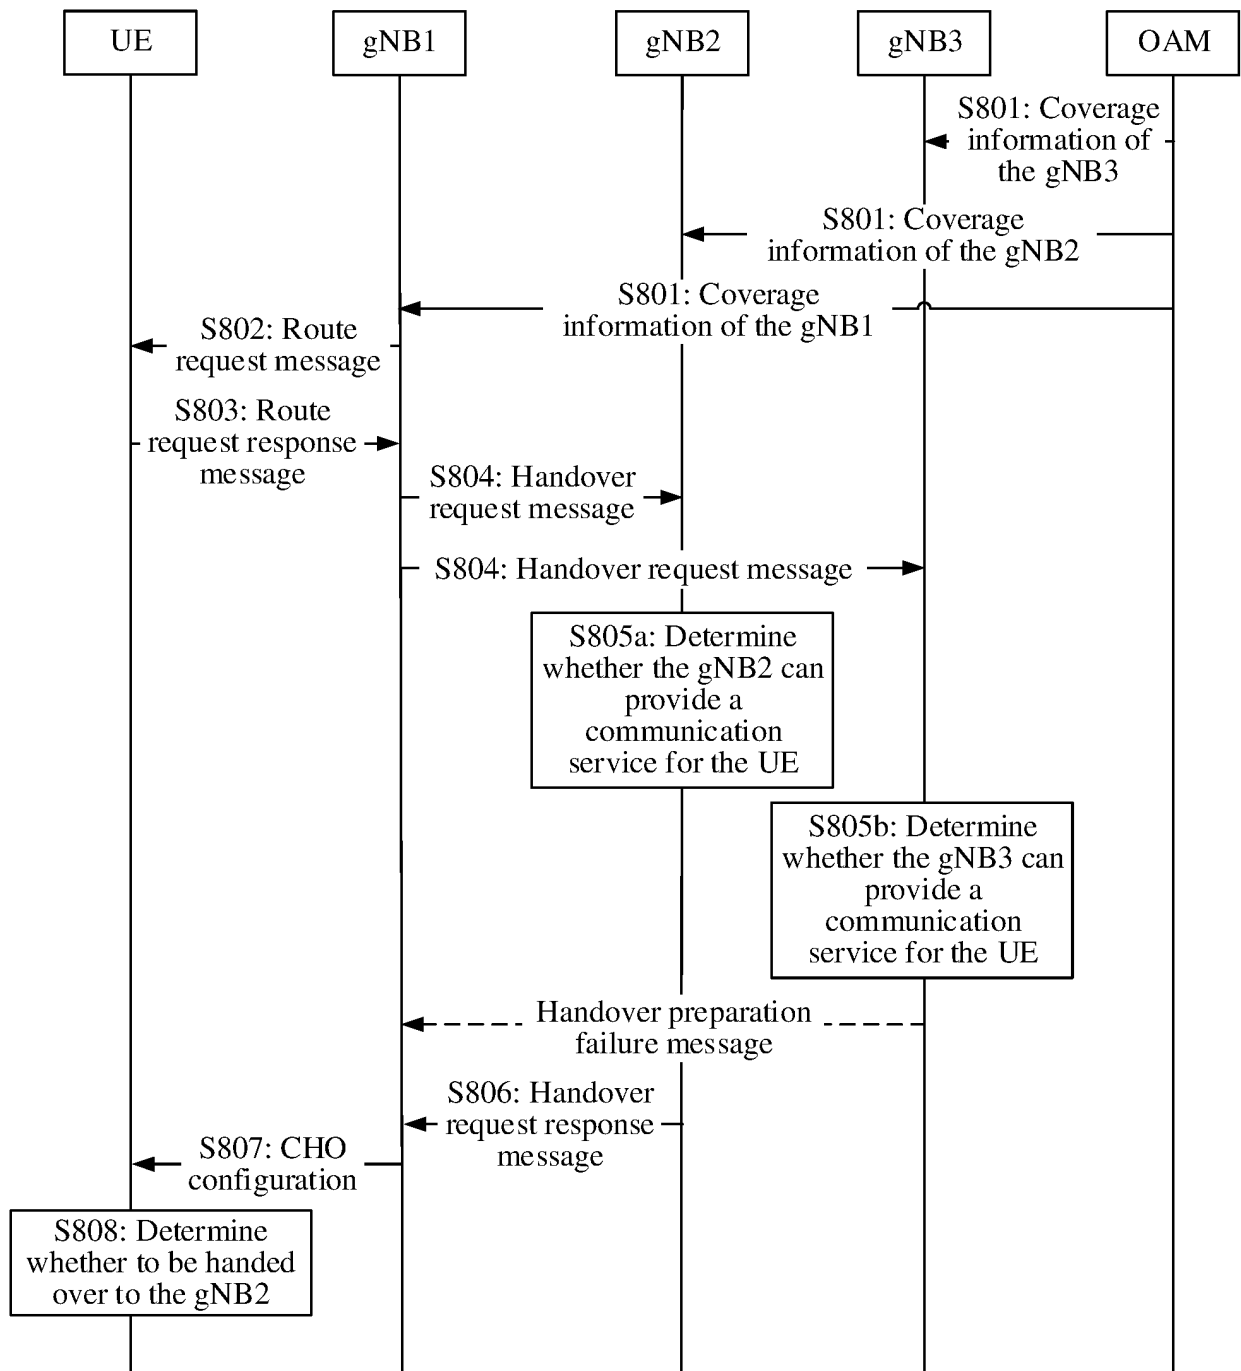 UE
gNB1
gNB2
gNB3
OAM
S801: Coverage
information of
the gNB3
S801: Coverage
information of the gNB2
S801: Coverage
information of the gNB1
S802: Route
request message
S803: Route
request response
message
S804: Handover
request message
S804: Handover request message
S805a: Determine
whether the gNB2 can
provide a
communication
service for the UE
S805b: Determine
whether the gNB3 can
provide a
communication
service for the UE
Handover preparation
failure message
S806: Handover
request response
message
S807: CHO
configuration
S808: Determine
whether to be handed
over to the gNB2